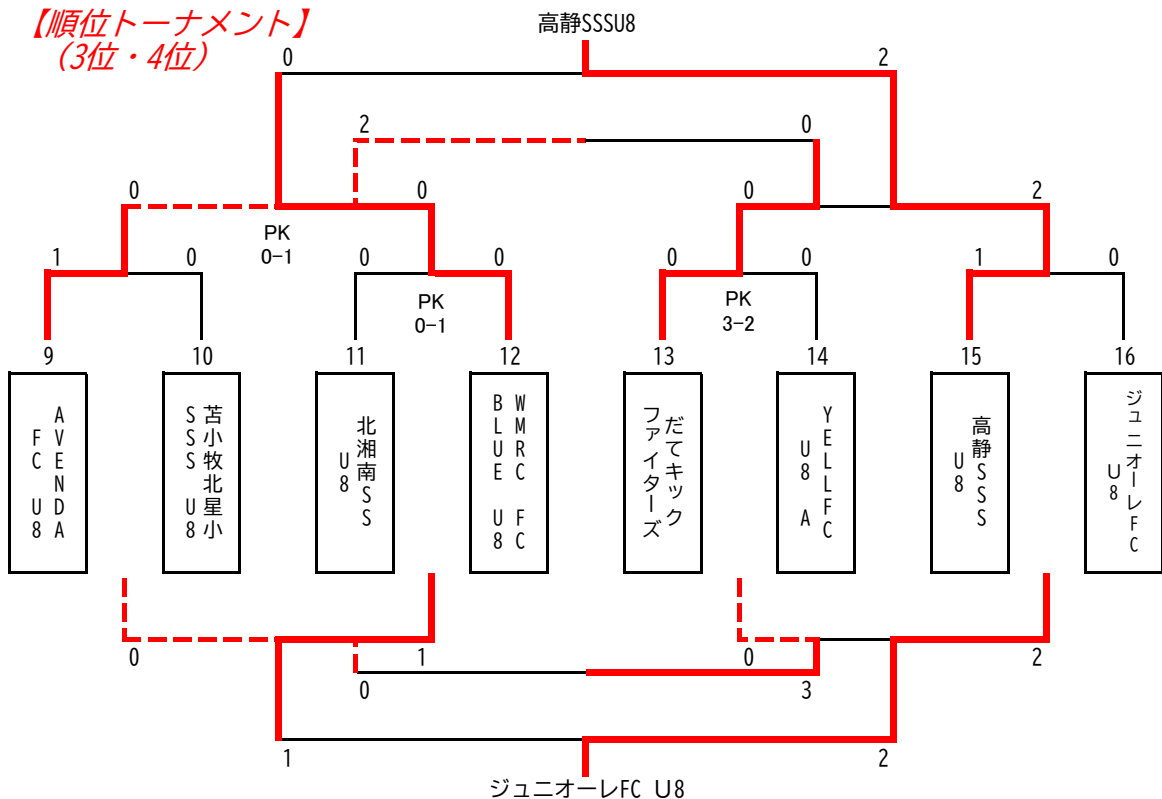 【順位トーナメント】
(3位・4位)
高静SSSU8
0
2
2
0
0
0
0
2
PK
0-1
1
0
0
0
0
0
1
0
PK
0-1
PK
3-2
9
10
11
12
13
14
15
16
AVENDA
FC U8
苫小牧北星小
SSS U8
北湘南SS
U8
WMRC FC
BLUE U8
だてキック
ファイターズ
YELLFC
U8 A
高静SSS
U8
ジュニオーレFC
U8
0
1
0
2
0
3
1
2
ジュニオーレFC U8